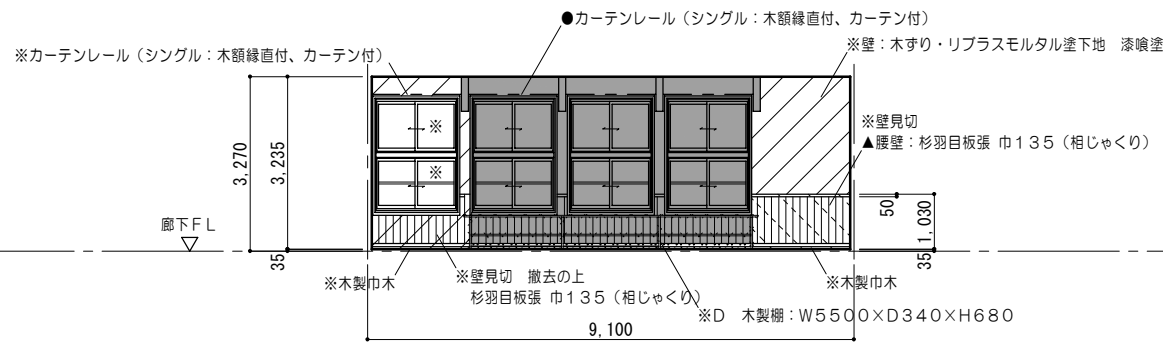 ●カーテンレール（シングル：木額縁直付、カーテン付）
※カーテンレール（シングル：木額縁直付、カーテン付）
※壁：木ずり・リブラスモルタル塗下地　漆喰塗
※
※
※壁見切
▲腰壁：杉羽目板張 巾１３５（相じゃくり）
3,270
3,235
50
1,030
35
35
廊下ＦＬ
※木製巾木
※壁見切　撤去の上
杉羽目板張 巾１３５（相じゃくり）
※木製巾木
※Ｄ　木製棚：Ｗ５５００×Ｄ３４０×Ｈ６８０
9,100